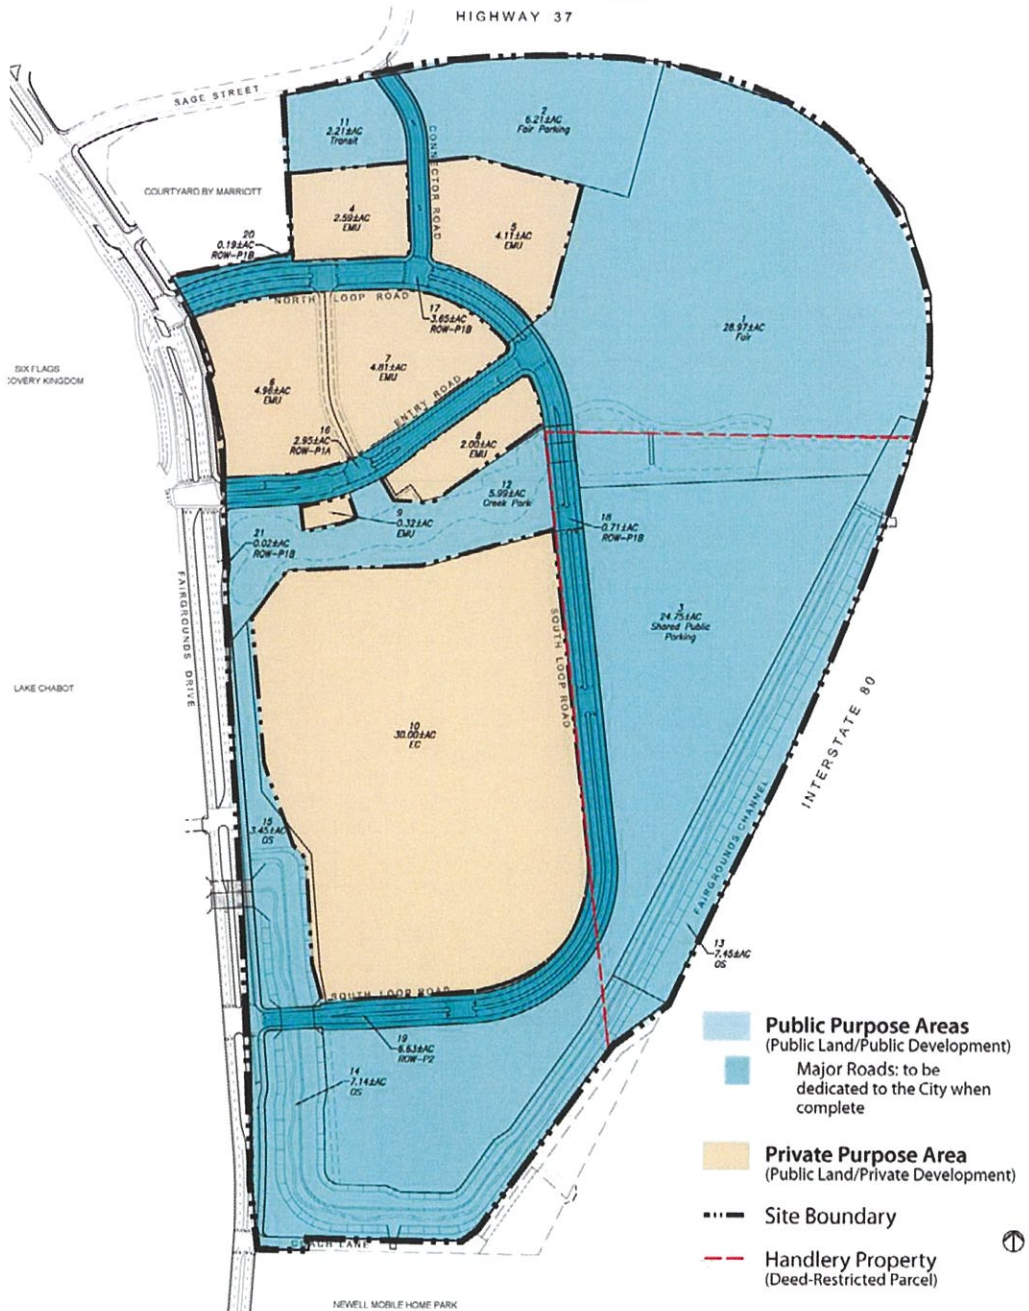 HIGHWAY 37
SAGE STREET
11
2.21±AC
Transit
2
6.21±AC
Fair Parking
CONNECTOR ROAD
COURTYARD BY MARRIOTT
4
2.59±AC
EMU
5
4.11±AC
EMU
20
0.19±AC
ROW-P1B
NORTH LOOP ROAD
17
3.65±AC
ROW-P1B
1
28.97±AC
Fair
SIX FLAGS
COVERY KINGDOM
7
4.81±AC
EMU
6
4.96±AC
EMU
ENTRY ROAD
16
2.95±AC
ROW-P1A
8
2.00±AC
EMU
12
5.99±AC
Creek Park
9
0.32±AC
EMU
18
0.71±AC
ROW-P1B
21
0.02±AC
ROW-P1B
FAIRGROUNDS DRIVE
SOUTH LOOP ROAD
3
24.75±AC
Shared Public
Parking
LAKE CHABOT
INTERSTATE 80
10
30.00±AC
EC
15
3.45±AC
OS
FAIRGROUNDS CHANNEL
13
7.45±AC
OS
SOUTH LOOP ROAD
19
6.63±AC
ROW-P2
14
7.14±AC
OS
COACH LANE
NEWELL MOBILE HOME PARK
Public Purpose Areas
(Public Land/Public Development)
Major Roads: to be
dedicated to the City when
complete
Private Purpose Area
(Public Land/Private Development)
Site Boundary
Handlery Property
(Deed-Restricted Parcel)